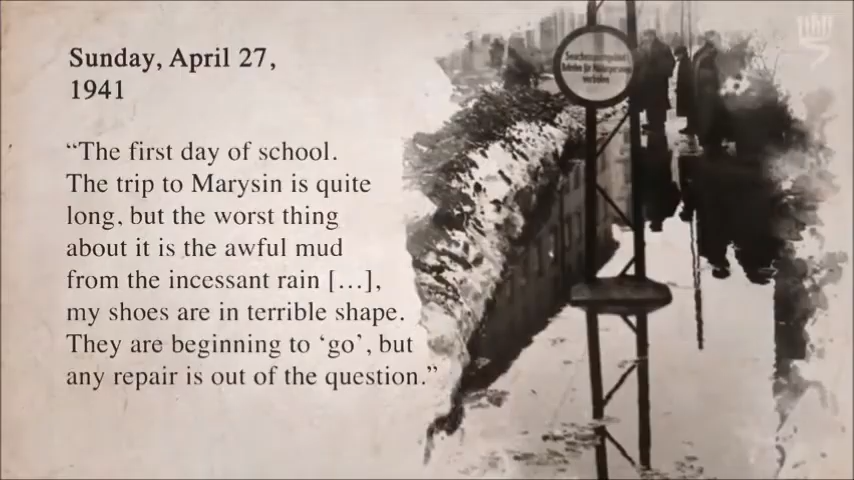 Sunday, April 27,
1941
“The first day of school.
The trip to Marysin is quite
long, but the worst thing
about it is the awful mud
from the incessant rain […],
my shoes are in terrible shape.
They are beginning to ‘go’, but
any repair is out of the question.”